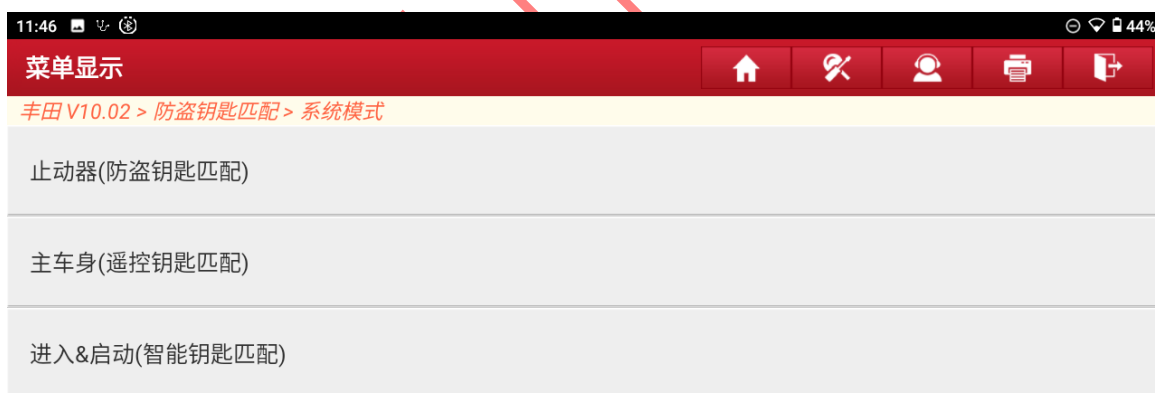 11:46
44%
菜单显示
丰田 V10.02 > 防盗钥匙匹配 > 系统模式
止动器(防盗钥匙匹配)
主车身(遥控钥匙匹配)
进入&启动(智能钥匙匹配)